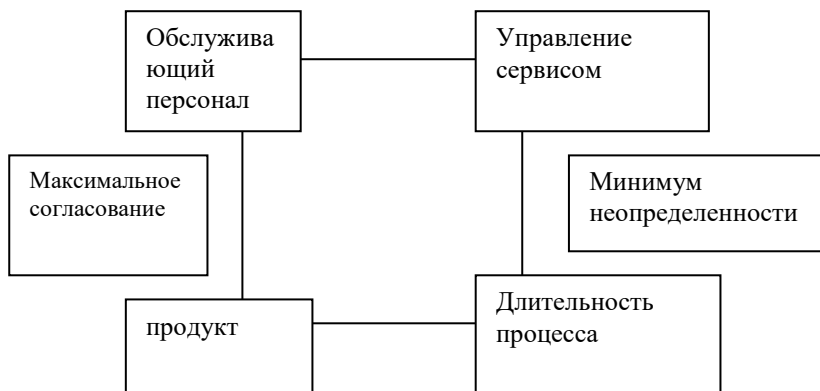 Обслужива
ющий
персонал
Управление
сервисом
Максимальное
согласование
Минимум
неопределенности
продукт
Длительность
процесса